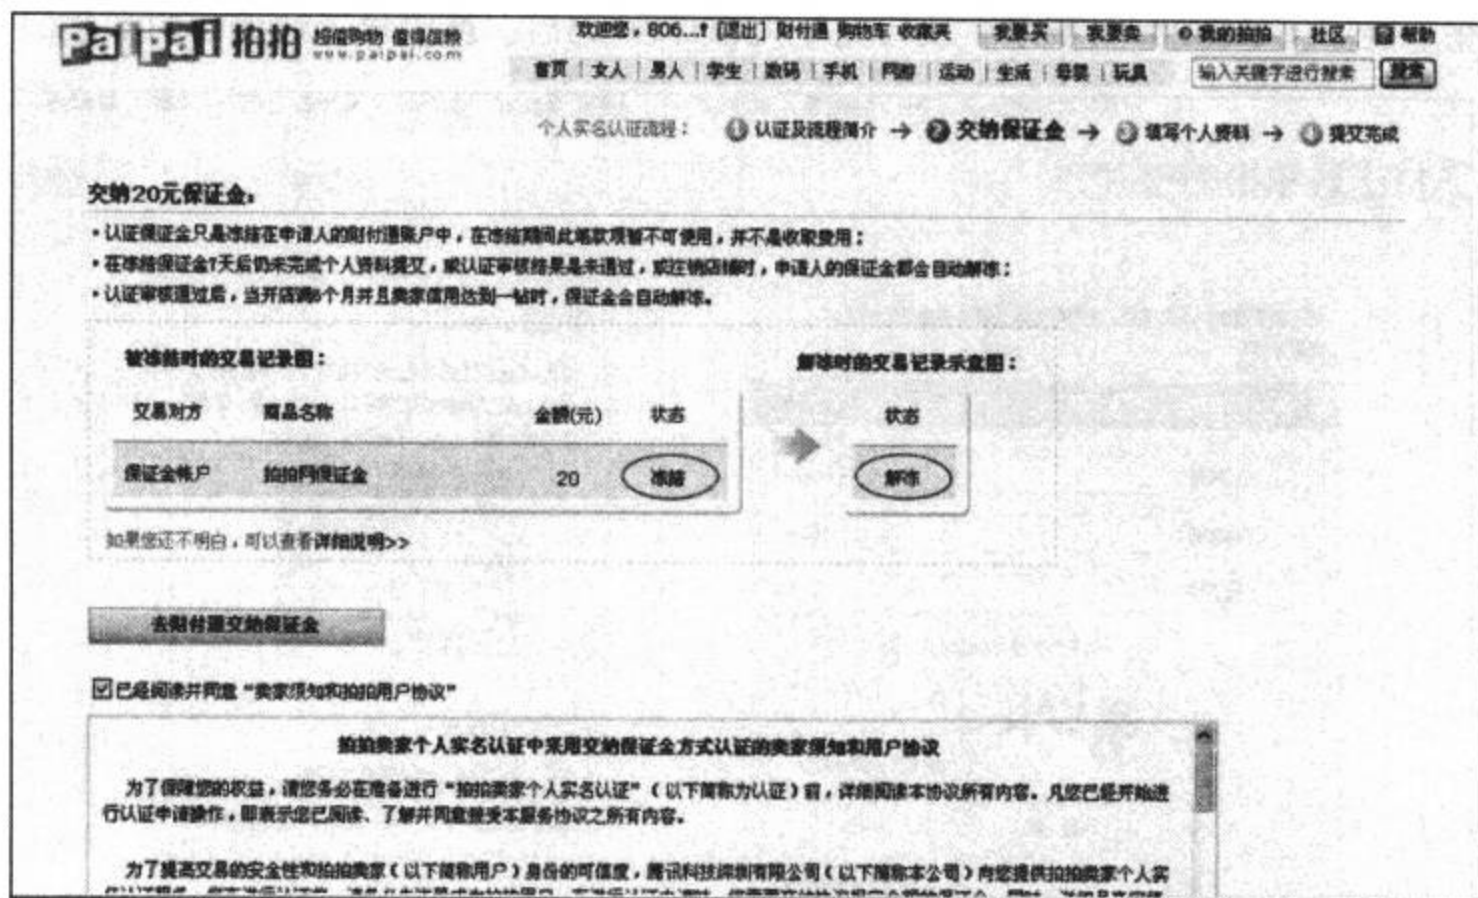 PaiPai 拍拍 超值购物 值得信赖
www.paipai.com
欢迎您，806...! [退出] 财付通 购物车 收藏夹 我要买 我要卖 我的拍拍 社区 帮助
首页 | 女人 | 男人 | 学生 | 数码 | 手机 | 网游 | 运动 | 生活 | 母婴 | 玩具 输入关键字进行搜索 搜索
个人实名认证流程： 1 认证及流程简介 → 2 交纳保证金 → 3 填写个人资料 → 4 提交完成
交纳20元保证金：
· 认证保证金只是冻结在申请人的财付通账户中，在冻结期间此笔款项暂不可使用，并不是收取费用；
· 在冻结保证金7天后仍未完成个人资料提交，或认证审核结果是未通过，或注销店铺时，申请人的保证金都会自动解冻；
· 认证审核通过后，当开店满6个月并且卖家信用达到一钻时，保证金会自动解冻。
被冻结时的交易记录图： 解冻时的交易记录示意图：
交易对方 商品名称 金额(元) 状态 状态
保证金帐户 拍拍网保证金 20 冻结 解冻
如果您还不明白，可以查看详细说明>>
去财付通交纳保证金
已经阅读并同意“卖家须知和拍拍用户协议”
拍拍卖家个人实名认证中采用交纳保证金方式认证的卖家须知和用户协议
为了保障您的权益，请您务必在准备进行“拍拍卖家个人实名认证”（以下简称为认证）前，详细阅读本协议所有内容。凡您已经开始进
行认证申请操作，即表示您已阅读、了解并同意接受本服务协议之所有内容。
为了提高交易的安全性和拍拍卖家（以下简称用户）身份的可信度，腾讯科技深圳有限公司（以下简称本公司）向您提供拍拍卖家个人实